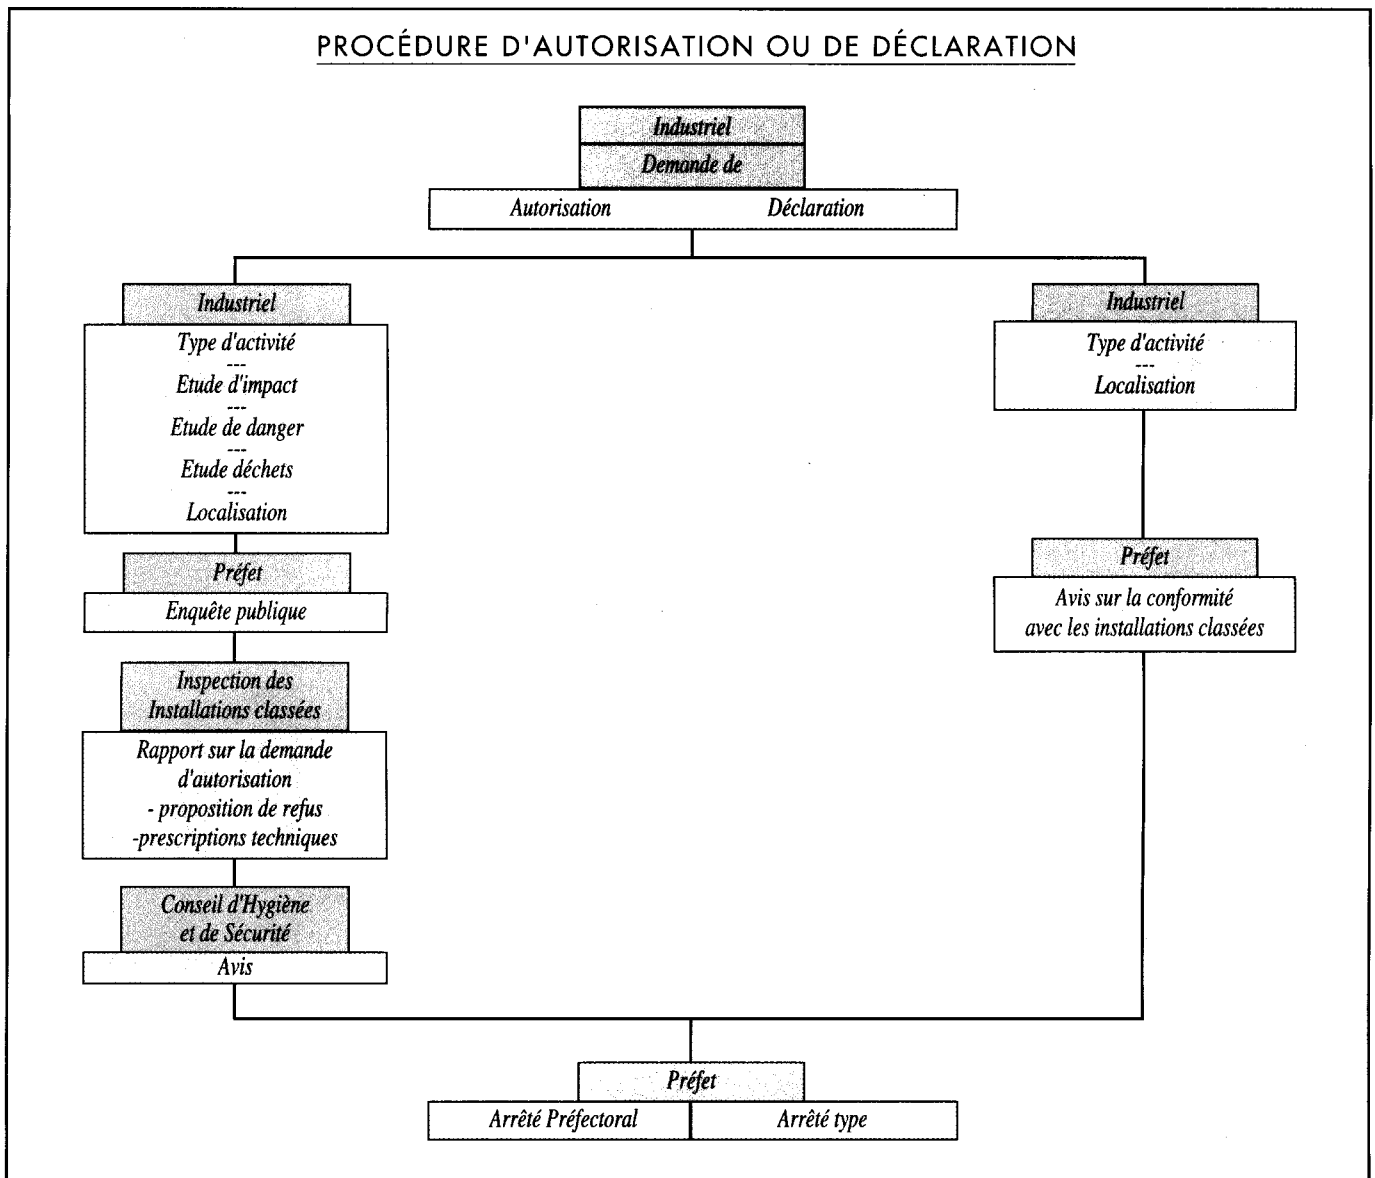 PROCÉDURE D'AUTORISATION OU DE DÉCLARATION
Industriel
Demande de
Autorisation Déclaration
Industriel
Type d'activité
---
Etude d'impact
---
Etude de danger
---
Etude déchets
---
Localisation
Préfet
Enquête publique
Inspection des
Installations classées
Rapport sur la demande
d'autorisation
- proposition de refus
-prescriptions techniques
Conseil d'Hygiène
et de Sécurité
Avis
Industriel
Type d'activité
---
Localisation
Préfet
Avis sur la conformité
avec les installations classées
Préfet
Arrêté Préfectoral Arrêté type